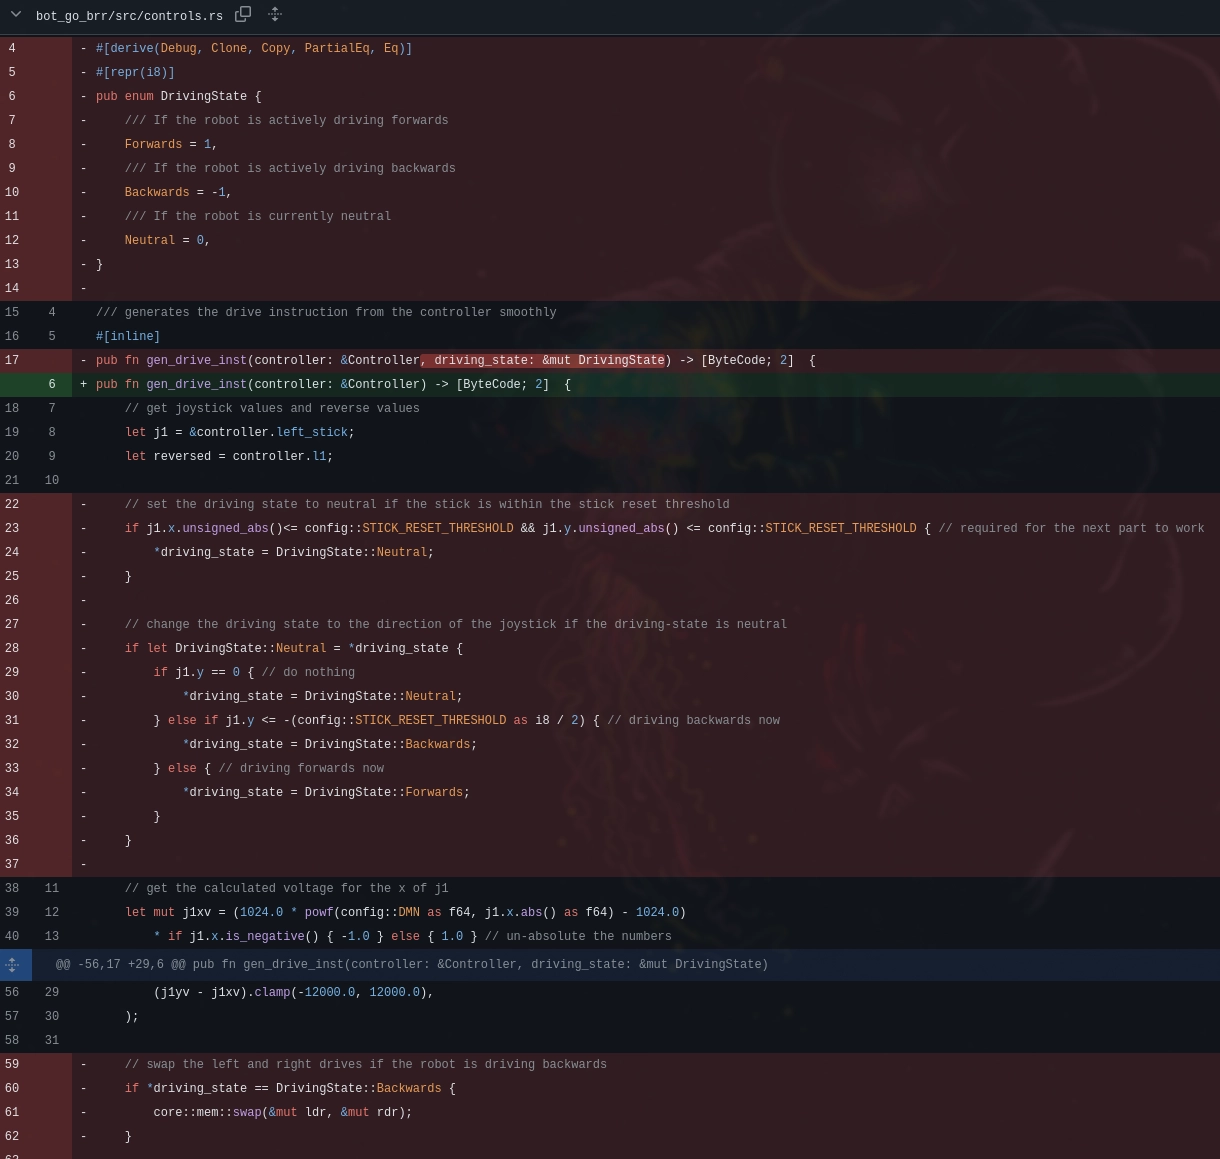 bot_go_brr/src/controls.rs
4 - #[derive(Debug, Clone, Copy, PartialEq, Eq)]
5 - #[repr(i8)]
6 - pub enum DrivingState {
7 - /// If the robot is actively driving forwards
8 - Forwards = 1,
9 - /// If the robot is actively driving backwards
10 - Backwards = -1,
11 - /// If the robot is currently neutral
12 - Neutral = 0,
13 - }
14 -
15 4 /// generates the drive instruction from the controller smoothly
16 5 #[inline]
17 - pub fn gen_drive_inst(controller: &Controller, driving_state: &mut DrivingState) -> [ByteCode; 2] {
6 + pub fn gen_drive_inst(controller: &Controller) -> [ByteCode; 2] {
18 7 // get joystick values and reverse values
19 8 let j1 = &controller.left_stick;
20 9 let reversed = controller.l1;
21 10
22 - // set the driving state to neutral if the stick is within the stick reset threshold
23 - if j1.x.unsigned_abs()<= config::STICK_RESET_THRESHOLD && j1.y.unsigned_abs() <= config::STICK_RESET_THRESHOLD { // required for the next part to work
24 - *driving_state = DrivingState::Neutral;
25 - }
26 -
27 - // change the driving state to the direction of the joystick if the driving-state is neutral
28 - if let DrivingState::Neutral = *driving_state {
29 - if j1.y == 0 { // do nothing
30 - *driving_state = DrivingState::Neutral;
31 - } else if j1.y <= -(config::STICK_RESET_THRESHOLD as i8 / 2) { // driving backwards now
32 - *driving_state = DrivingState::Backwards;
33 - } else { // driving forwards now
34 - *driving_state = DrivingState::Forwards;
35 - }
36 - }
37 -
38 11 // get the calculated voltage for the x of j1
39 12 let mut j1xv = (1024.0 * powf(config::DMN as f64, j1.x.abs() as f64) - 1024.0)
40 13 * if j1.x.is_negative() { -1.0 } else { 1.0 } // un-absolute the numbers
@@ -56,17 +29,6 @@ pub fn gen_drive_inst(controller: &Controller, driving_state: &mut DrivingState)
56 29 (j1yv - j1xv).clamp(-12000.0, 12000.0),
57 30 );
58 31
59 - // swap the left and right drives if the robot is driving backwards
60 - if *driving_state == DrivingState::Backwards {
61 - core::mem::swap(&mut ldr, &mut rdr);
62 - }